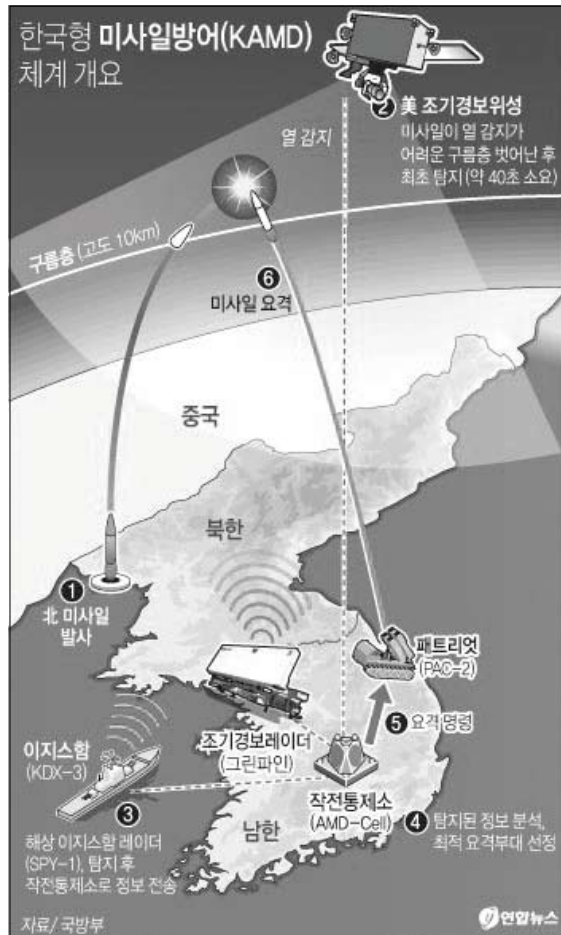 한국형 미사일방어(KAMD)
체계 개요
❷ 美 조기경보위성
미사일이 열 감지가
어려운 구름층 벗어난 후
최초 탐지 (약 40초 소요)
열 감지
구름층 (고도 10km)
❻
미사일 요격
중국
북한
❶
北 미사일
발사
패트리엇
(PAC-2)
❺ 요격명령
조기경보레이더
(그린파인)
이지스함
(KDX-3)
작전통제소
(AMD-Cell)
❸
해상 이지스함 레이더
(SPY-1), 탐지 후
작전통제소로 정보 전송
❹ 탐지된 정보 분석,
최적 요격부대 선정
남한
자료/ 국방부
연합뉴스